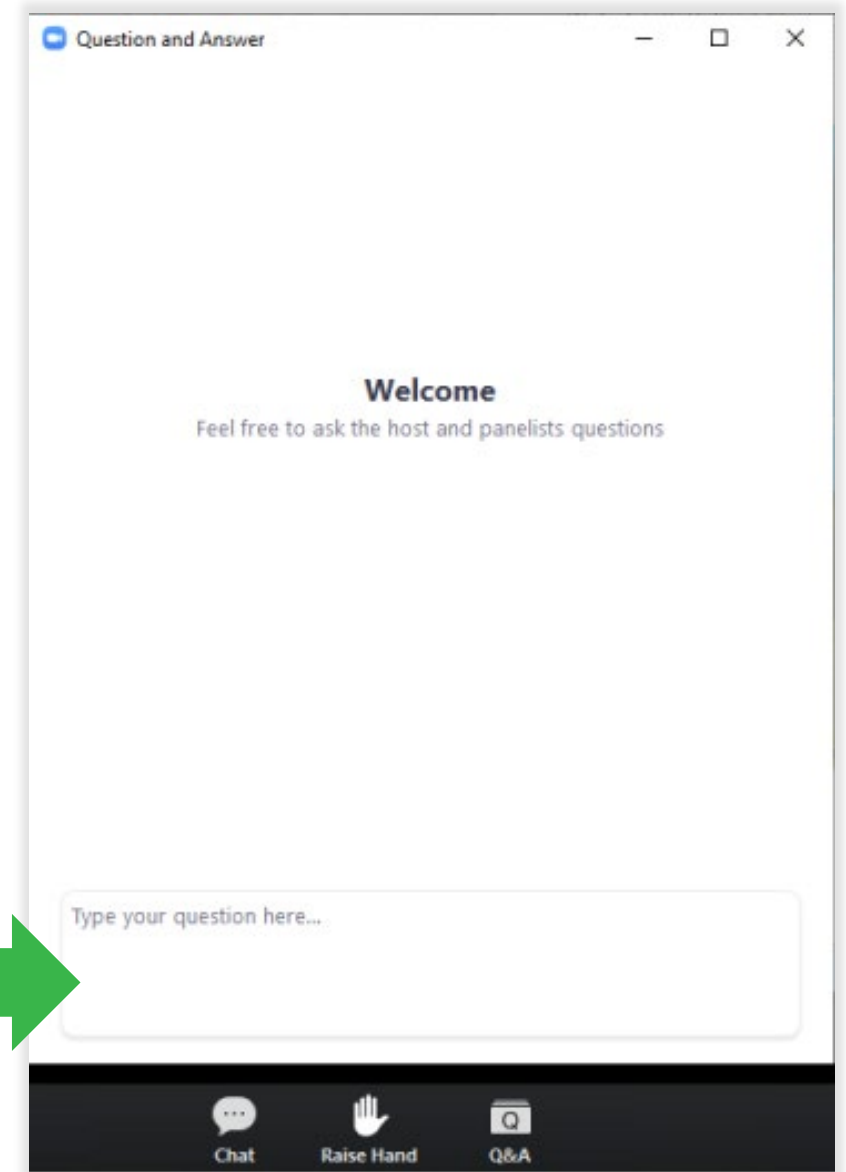 Question and Answer
Welcome
Feel free to ask the host and panelists questions
Type your question here...
Q
Chat Raise Hand Q&A